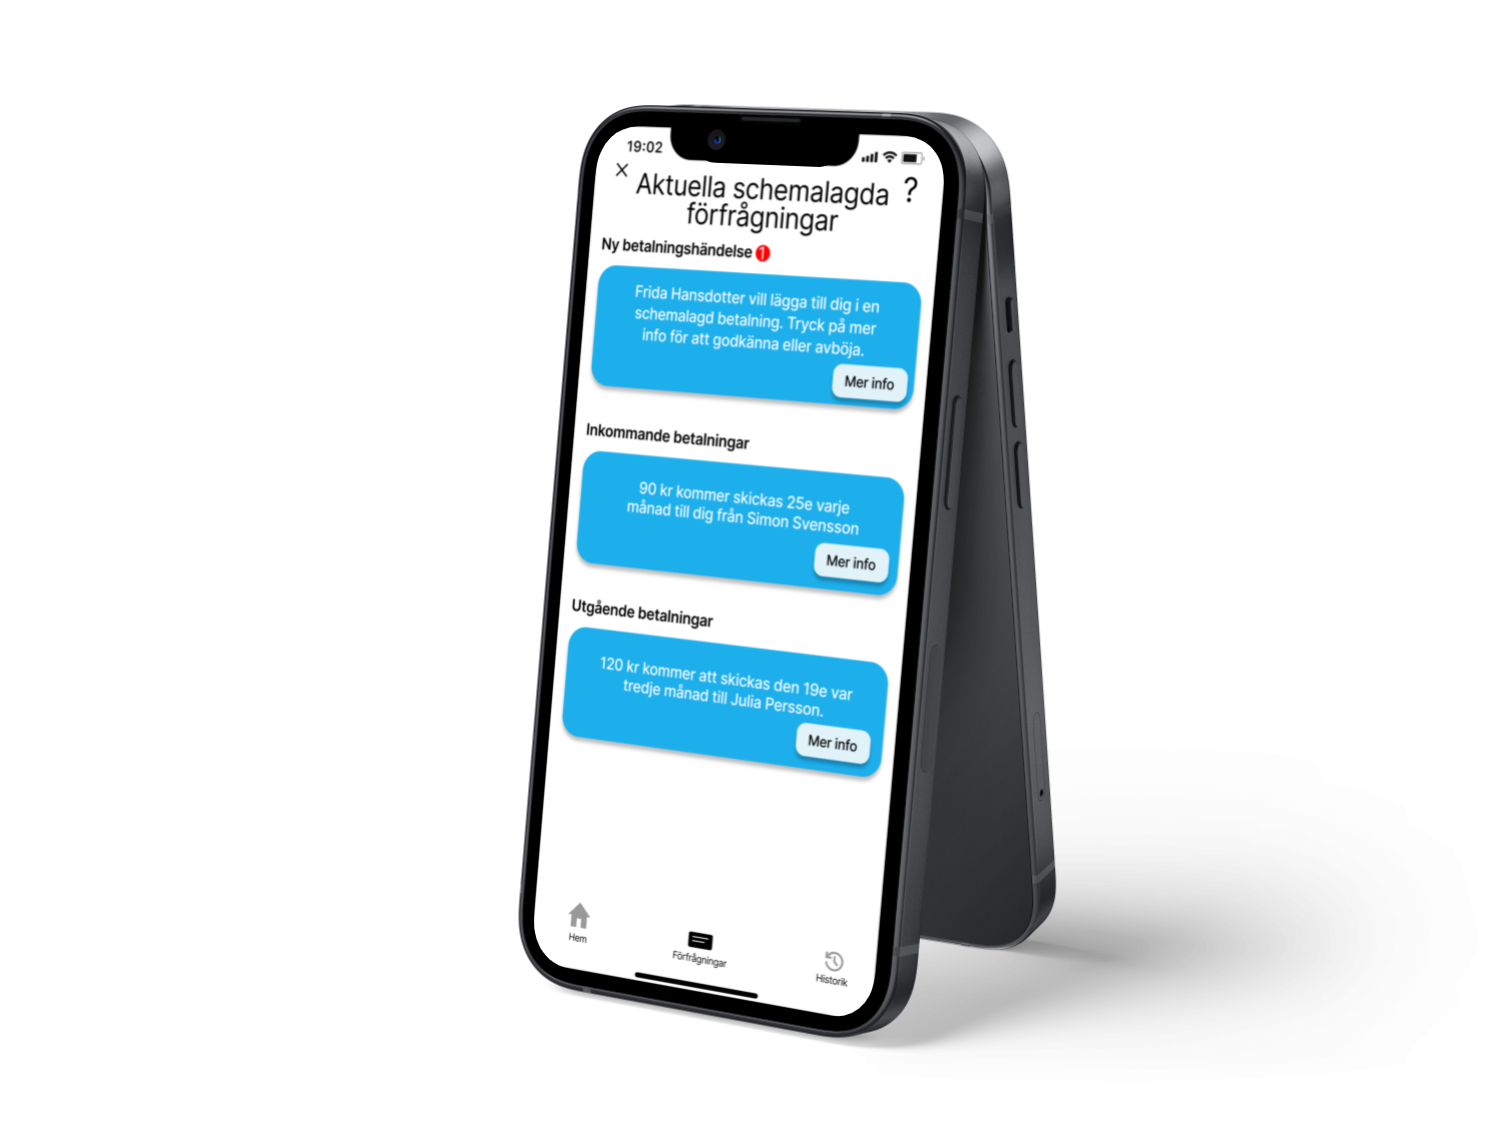 19:02
Aktuella schemalagda
förfrågningar
?
Ny betalningshändelse 1
Frida Hansdotter vill lägga till dig i en
schemalagd betalning. Tryck på mer
info för att godkänna eller avböja.
Mer info
Inkommande betalningar
90 kr kommer skickas 25e varje
månad till dig från Simon Svensson
Mer info
Utgående betalningar
120 kr kommer att skickas den 19e var
tredje månad till Julia Persson.
Mer info
Hem
Förfrågningar
Historik